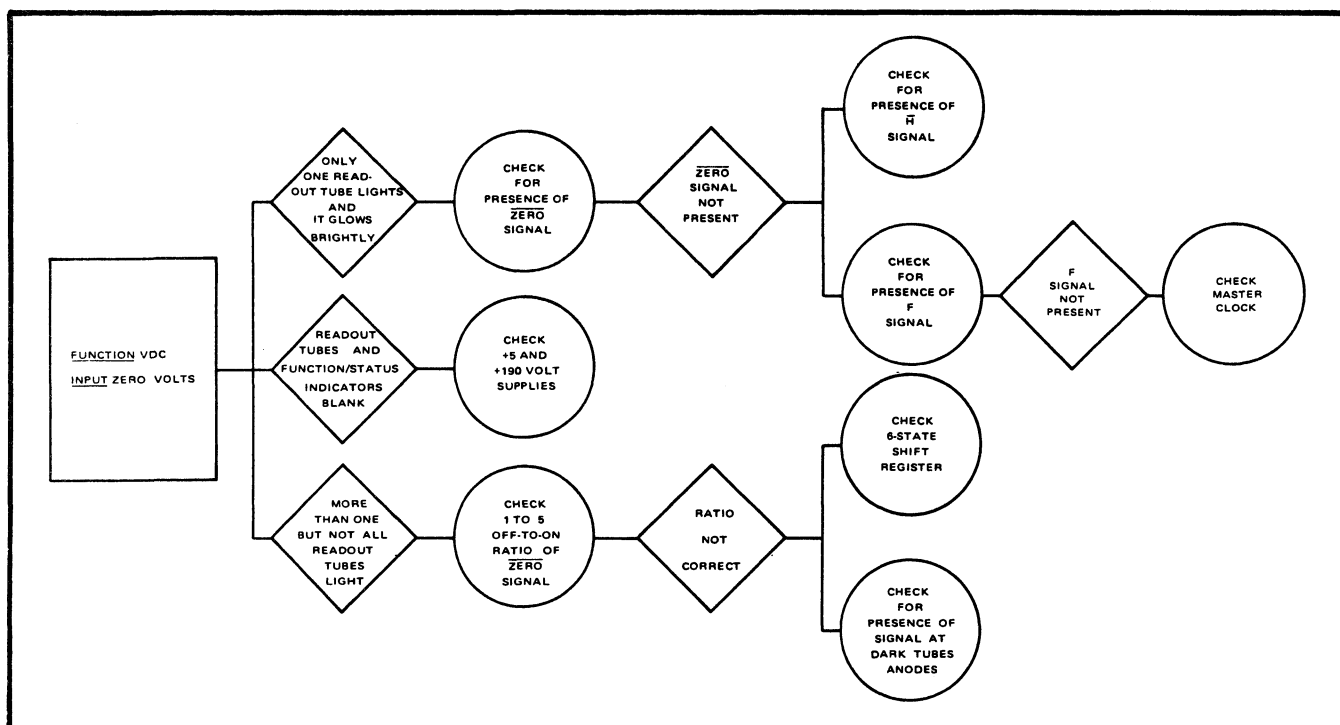 FUNCTION VDC
INPUT ZERO VOLTS
ONLY
ONE READ-
OUT TUBE LIGHTS
AND
IT GLOWS
BRIGHTLY
CHECK
FOR
PRESENCE OF
Z̅E̅R̅O̅
SIGNAL
Z̅E̅R̅O̅
SIGNAL
NOT
PRESENT
CHECK
FOR
PRESENCE OF
H̅
SIGNAL
CHECK
FOR
PRESENCE OF
F
SIGNAL
F
SIGNAL
NOT
PRESENT
CHECK
MASTER
CLOCK
READOUT
TUBES AND
FUNCTION/STATUS
INDICATORS
BLANK
CHECK
+5 AND
+190 VOLT
SUPPLIES
MORE
THAN ONE
BUT NOT ALL
READOUT
TUBES
LIGHT
CHECK
1 TO 5
OFF-TO-ON
RATIO OF
Z̅E̅R̅O̅
SIGNAL
RATIO
NOT
CORRECT
CHECK
6-STATE
SHIFT
REGISTER
CHECK
FOR
PRESENCE OF
SIGNAL AT
DARK TUBES
ANODES